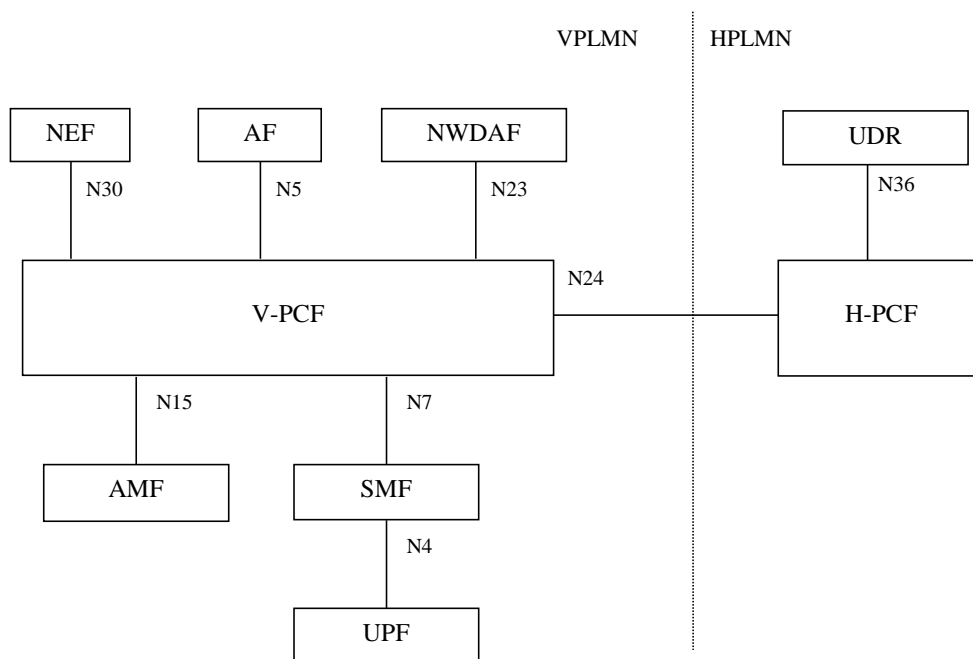 VPLMN
HPLMN
NEF
AF
NWDAF
UDR
N30
N5
N23
N36
N24
V-PCF
H-PCF
N15
N7
AMF
SMF
N4
UPF